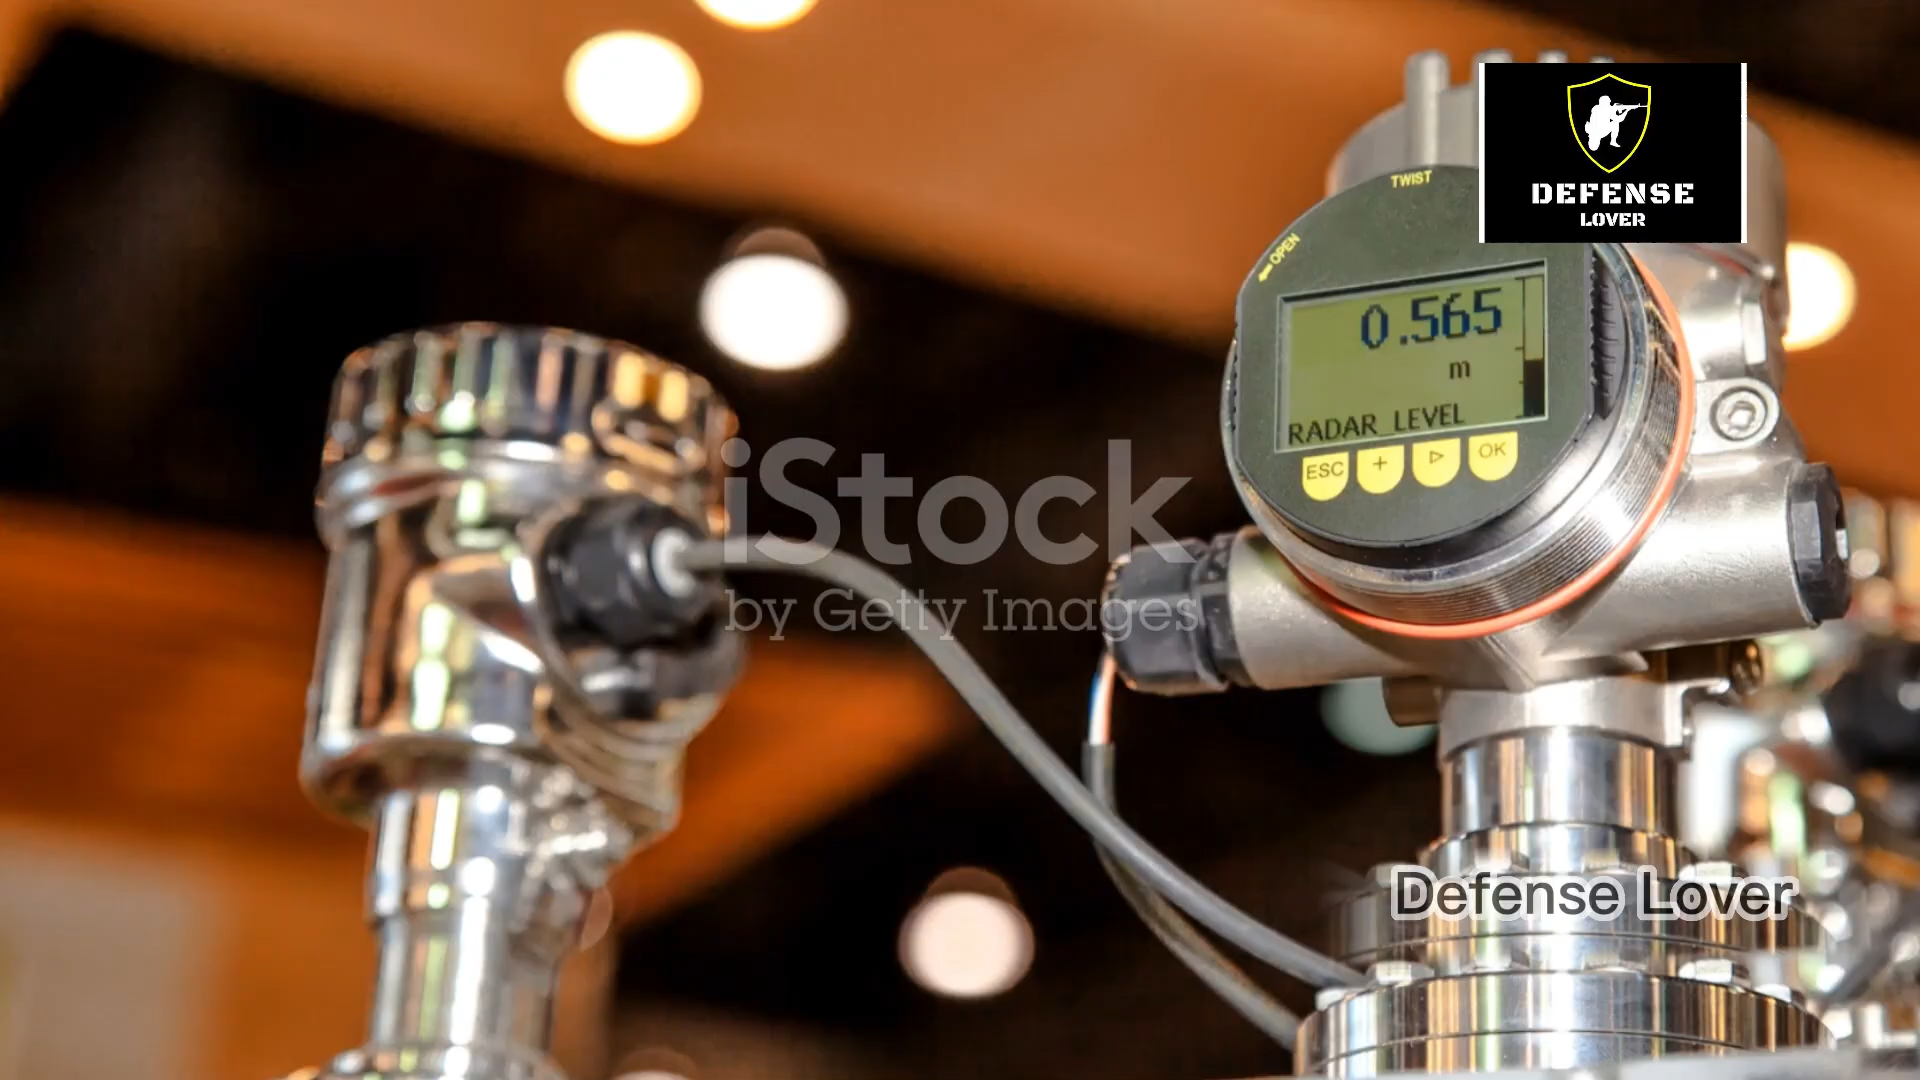 TWIST
OPEN
DEFENSE
LOVER
0.565
m
RADAR LEVEL
ESC + ▷ OK
iStock
by Getty Images
Defense Lover